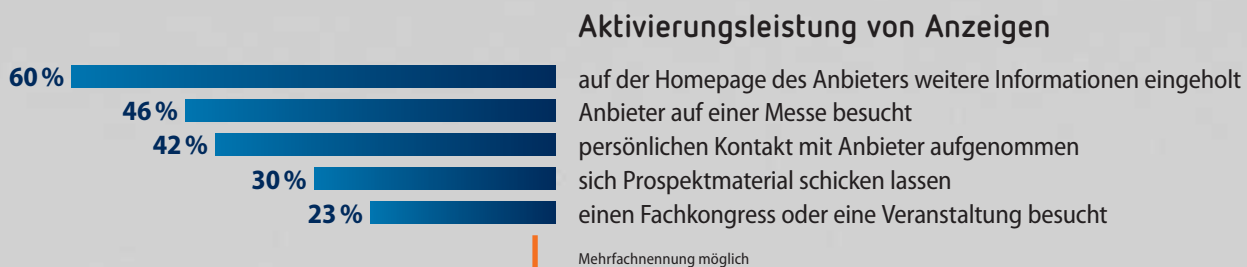 Aktivierungsleistung von Anzeigen
60 % auf der Homepage des Anbieters weitere Informationen eingeholt
46 % Anbieter auf einer Messe besucht
42 % persönlichen Kontakt mit Anbieter aufgenommen
30 % sich Prospektmaterial schicken lassen
23 % einen Fachkongress oder eine Veranstaltung besucht
Mehrfachnennung möglich